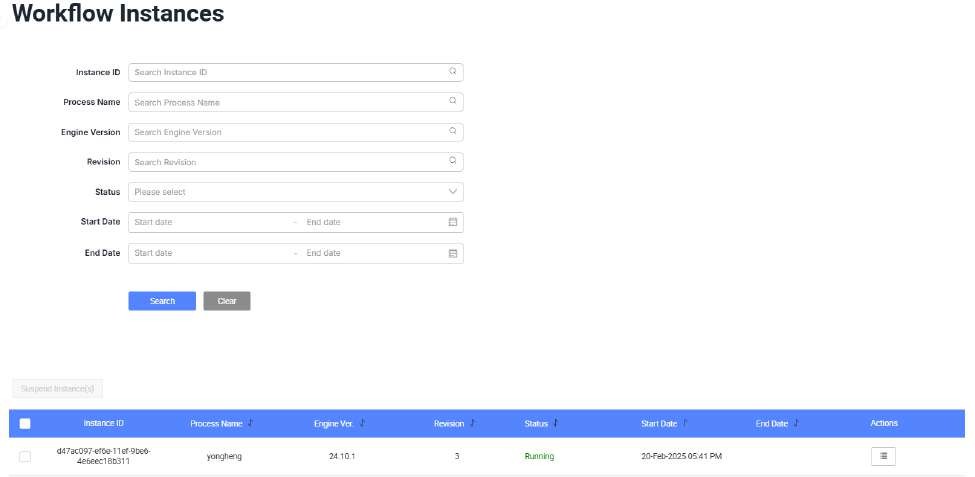 Workflow Instances
Instance ID Search Instance ID
Process Name Search Process Name
Engine Version Search Engine Version
Revision Search Revision
Status Please select
Start Date Start date - End date
End Date Start date - End date
Search Clear
Suspend Instance(s)
Instance ID Process Name Engine Ver. Revision Status Start Date End Date Actions
d47ac097-ef6e-11ef-9be6-
4e6eec18b311 yongheng 24.10.1 3 Running 20-Feb-2025 05:41 PM